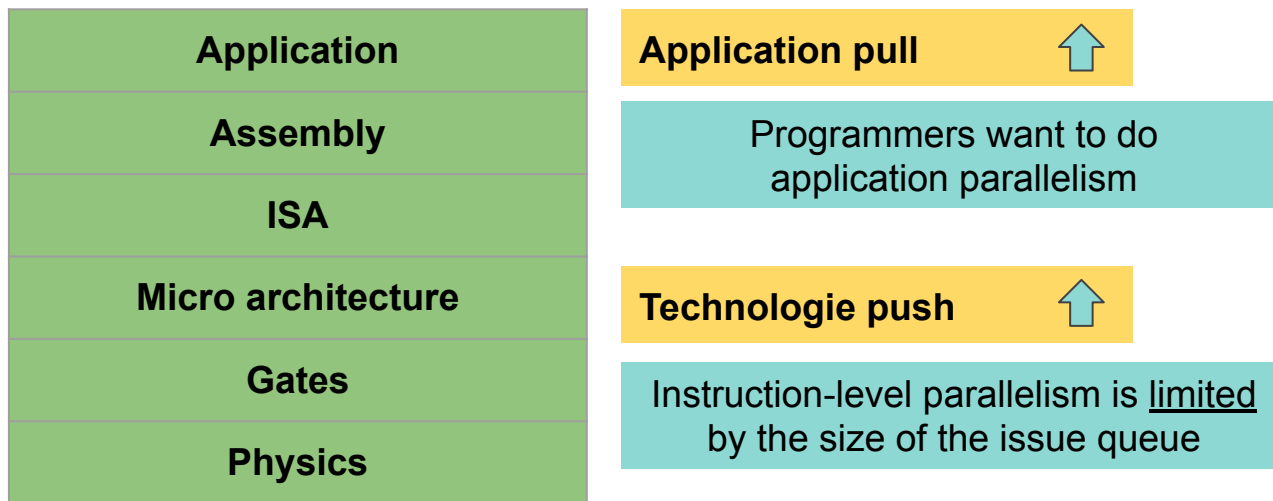 Application
Assembly
ISA
Micro architecture
Gates
Physics
Application pull
Programmers want to do
application parallelism
Technologie push
Instruction-level parallelism is limited
by the size of the issue queue